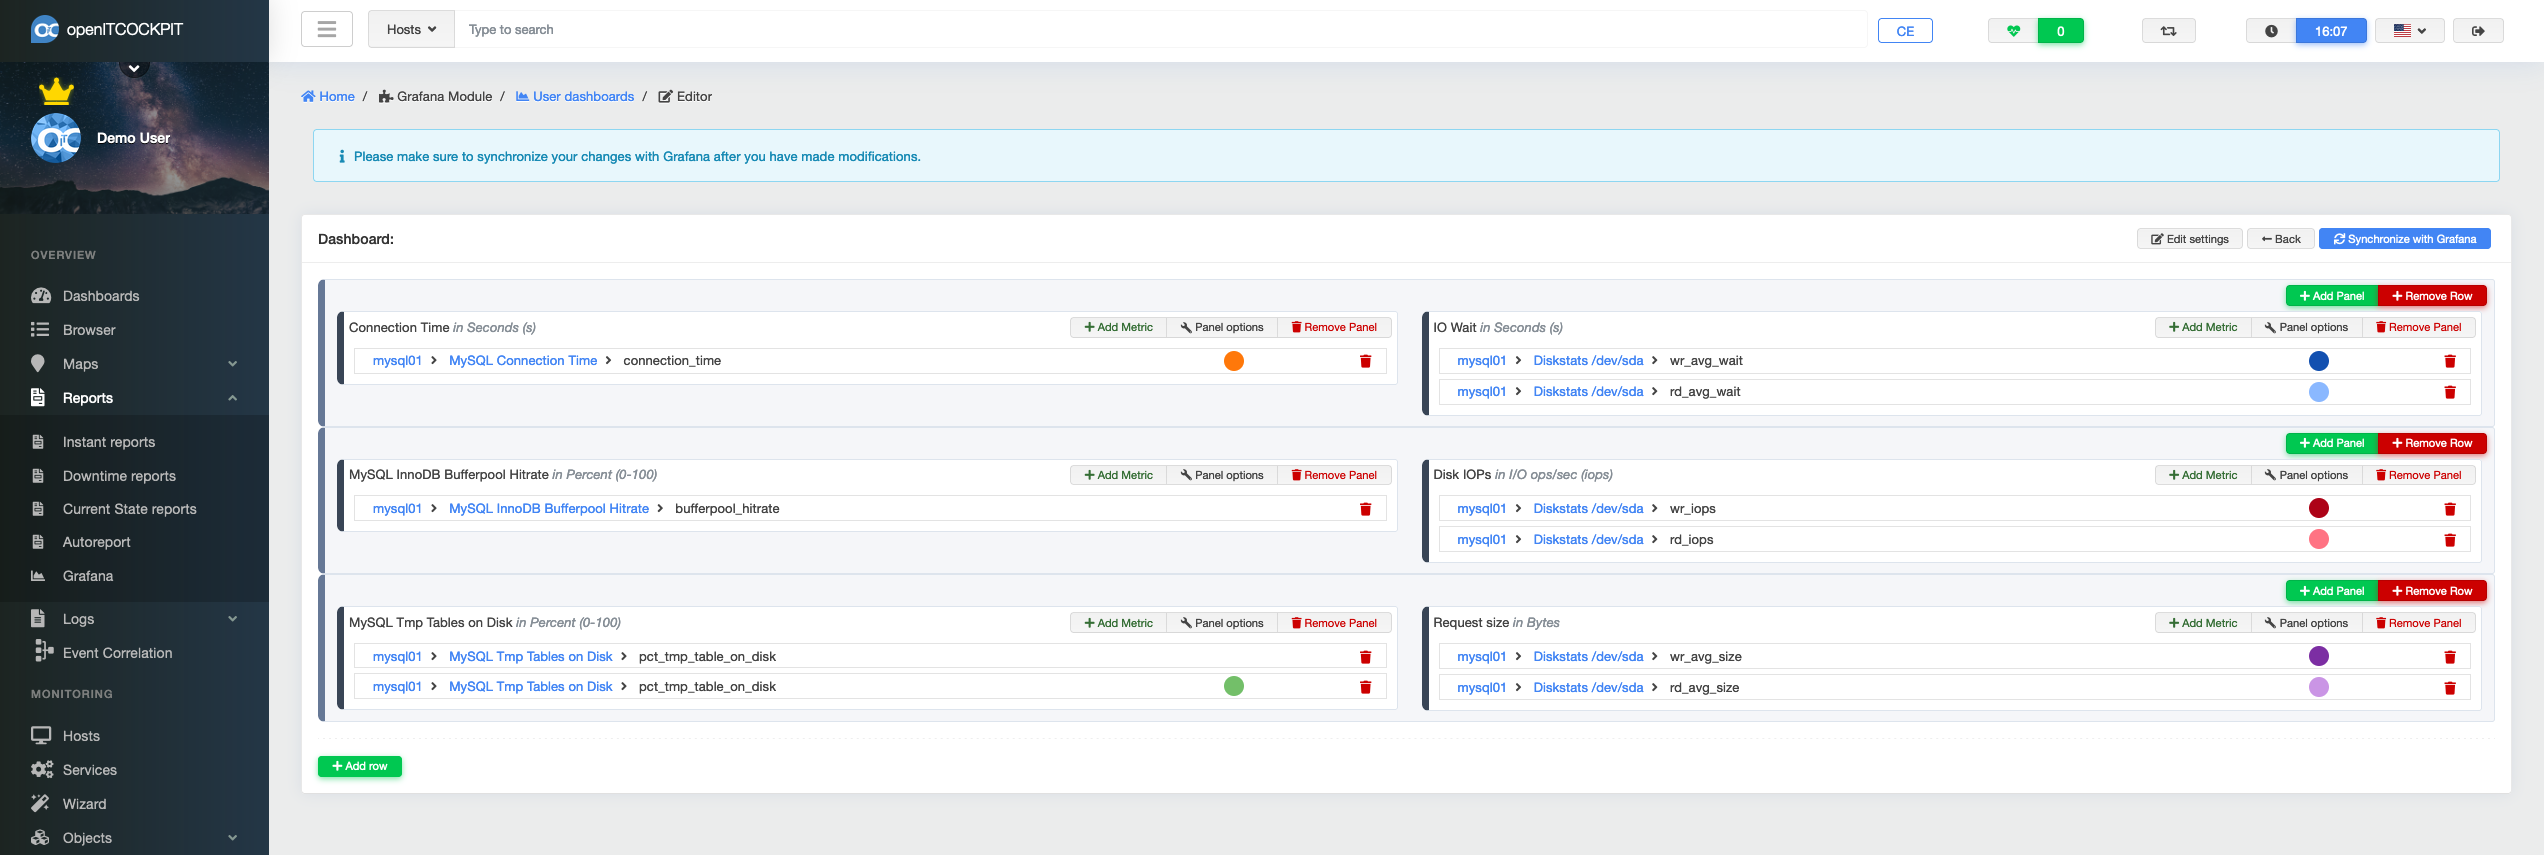 openITCOCKPIT
Hosts
Type to search
CE
0
16:07
Demo User
Home / Grafana Module / User dashboards / Editor
Please make sure to synchronize your changes with Grafana after you have made modifications.
OVERVIEW
Dashboards
Browser
Maps
Reports
Instant reports
Downtime reports
Current State reports
Autoreport
Grafana
Logs
Event Correlation
MONITORING
Hosts
Services
Wizard
Objects
Dashboard:
Edit settings
Back
Synchronize with Grafana
Add Panel
Remove Row
Connection Time in Seconds (s)
Add Metric
Panel options
Remove Panel
mysql01 MySQL Connection Time connection_time
IO Wait in Seconds (s)
Add Metric
Panel options
Remove Panel
mysql01 Diskstats /dev/sda wr_avg_wait
mysql01 Diskstats /dev/sda rd_avg_wait
Add Panel
Remove Row
MySQL InnoDB Bufferpool Hitrate in Percent (0-100)
Add Metric
Panel options
Remove Panel
mysql01 MySQL InnoDB Bufferpool Hitrate bufferpool_hitrate
Disk IOPs in I/O ops/sec (iops)
Add Metric
Panel options
Remove Panel
mysql01 Diskstats /dev/sda wr_iops
mysql01 Diskstats /dev/sda rd_iops
Add Panel
Remove Row
MySQL Tmp Tables on Disk in Percent (0-100)
Add Metric
Panel options
Remove Panel
mysql01 MySQL Tmp Tables on Disk pct_tmp_table_on_disk
mysql01 MySQL Tmp Tables on Disk pct_tmp_table_on_disk
Request size in Bytes
Add Metric
Panel options
Remove Panel
mysql01 Diskstats /dev/sda wr_avg_size
mysql01 Diskstats /dev/sda rd_avg_size
Add row